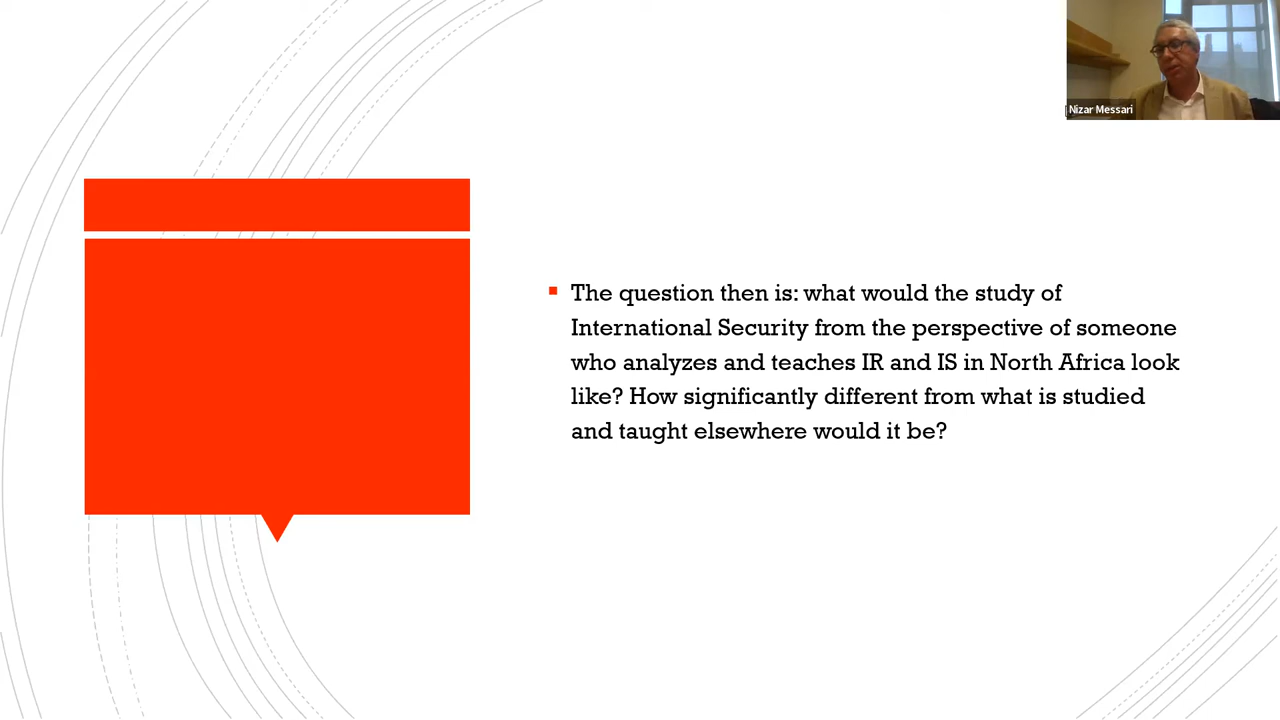 Nizar Messari
The question then is: what would the study of
International Security from the perspective of someone
who analyzes and teaches IR and IS in North Africa look
like? How significantly different from what is studied
and taught elsewhere would it be?